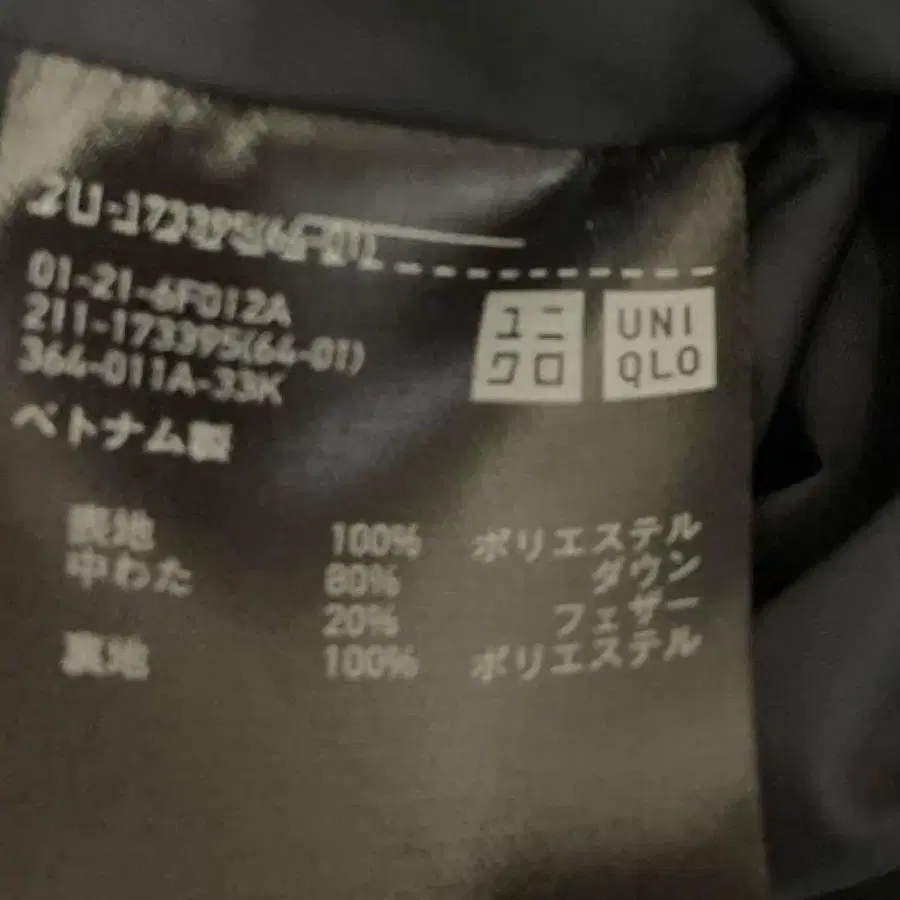 01-21-6F012A
211-173395(64-01)
364-011A-33K
ユニ
クロ
UNI
QLO
ベトナム製
表地 100% ポリエステル
中わた 80% ダウン
20% フェザー
裏地 100% ポリエステル